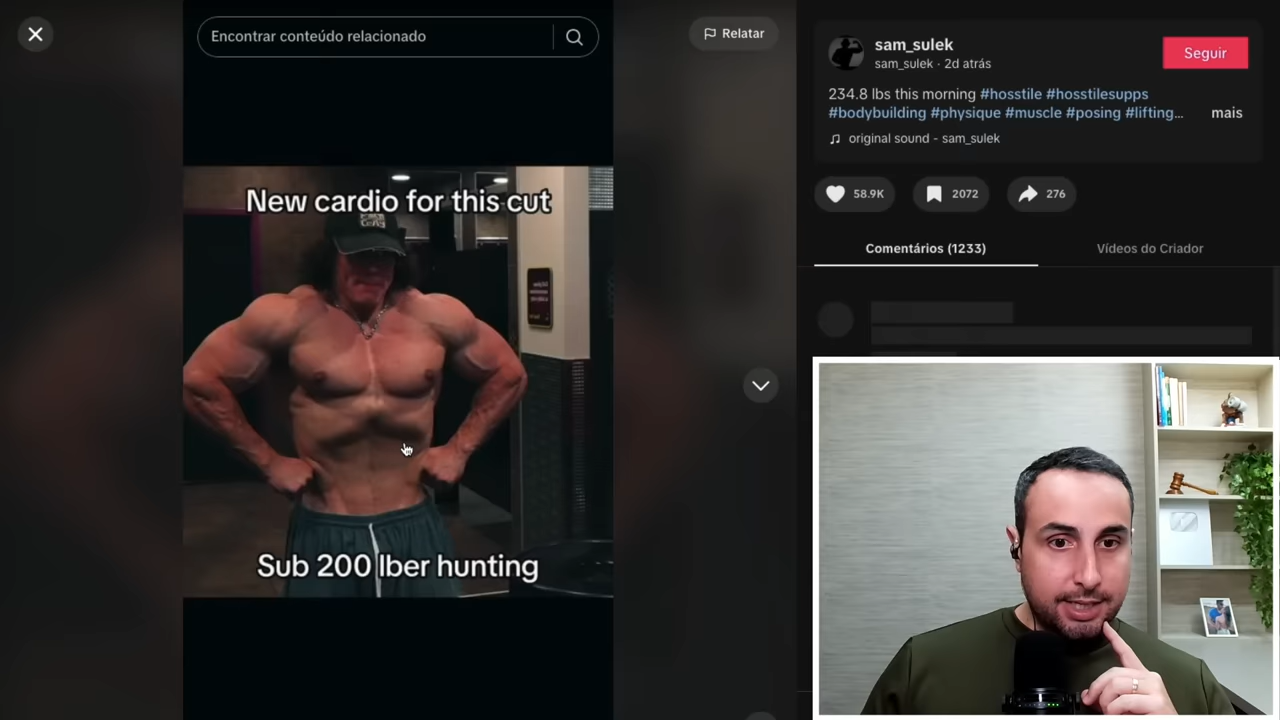 Encontrar conteúdo relacionado
Relatar
New cardio for this cut
Sub 200 lber hunting
sam_sulek
sam_sulek · 2d atrás
Seguir
234.8 lbs this morning #hosstile #hosstilesupps
#bodybuilding #physique #muscle #posing #lifting...
mais
original sound - sam_sulek
58.9K
2072
276
Comentários (1233)
Vídeos do Criador